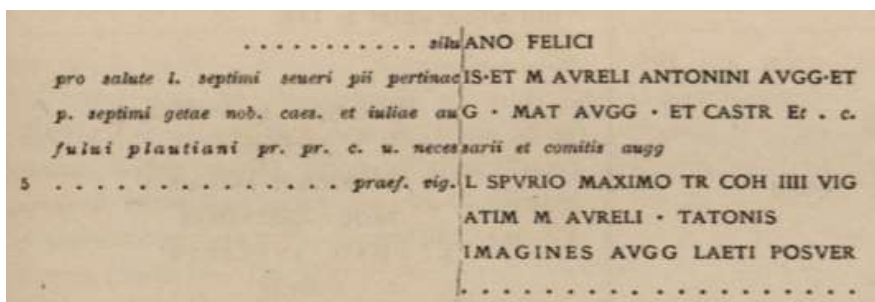 . . . . . . . . . . . . siluANO FELICI
pro salute l. septimi seueri pii pertinacIS·ET M AVRELI ANTONINI AVGG·ET
p. septimi getae nob. caes. et iuliae auG · MAT AVGG · ET CASTR Et . c.
fului plautiani pr. pr. c. u. necessarii et comitis augg
5 . . . . . . . . . . . . . . . praef. vig. L SPVRIO MAXIMO TR COH IIII VIG
ATIM M AVRELI · TATONIS
IMAGINES AVGG LAETI POSVER
. . . . . . . . . . . . . . . . . . .